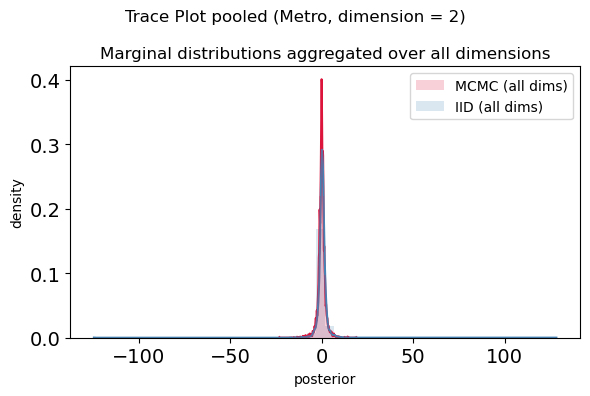 Trace Plot pooled (Metro, dimension = 2)
Marginal distributions aggregated over all dimensions
MCMC (all dims)
IID (all dims)
density
0.4
0.3
0.2
0.1
0.0
−100
−50
0
50
100
posterior